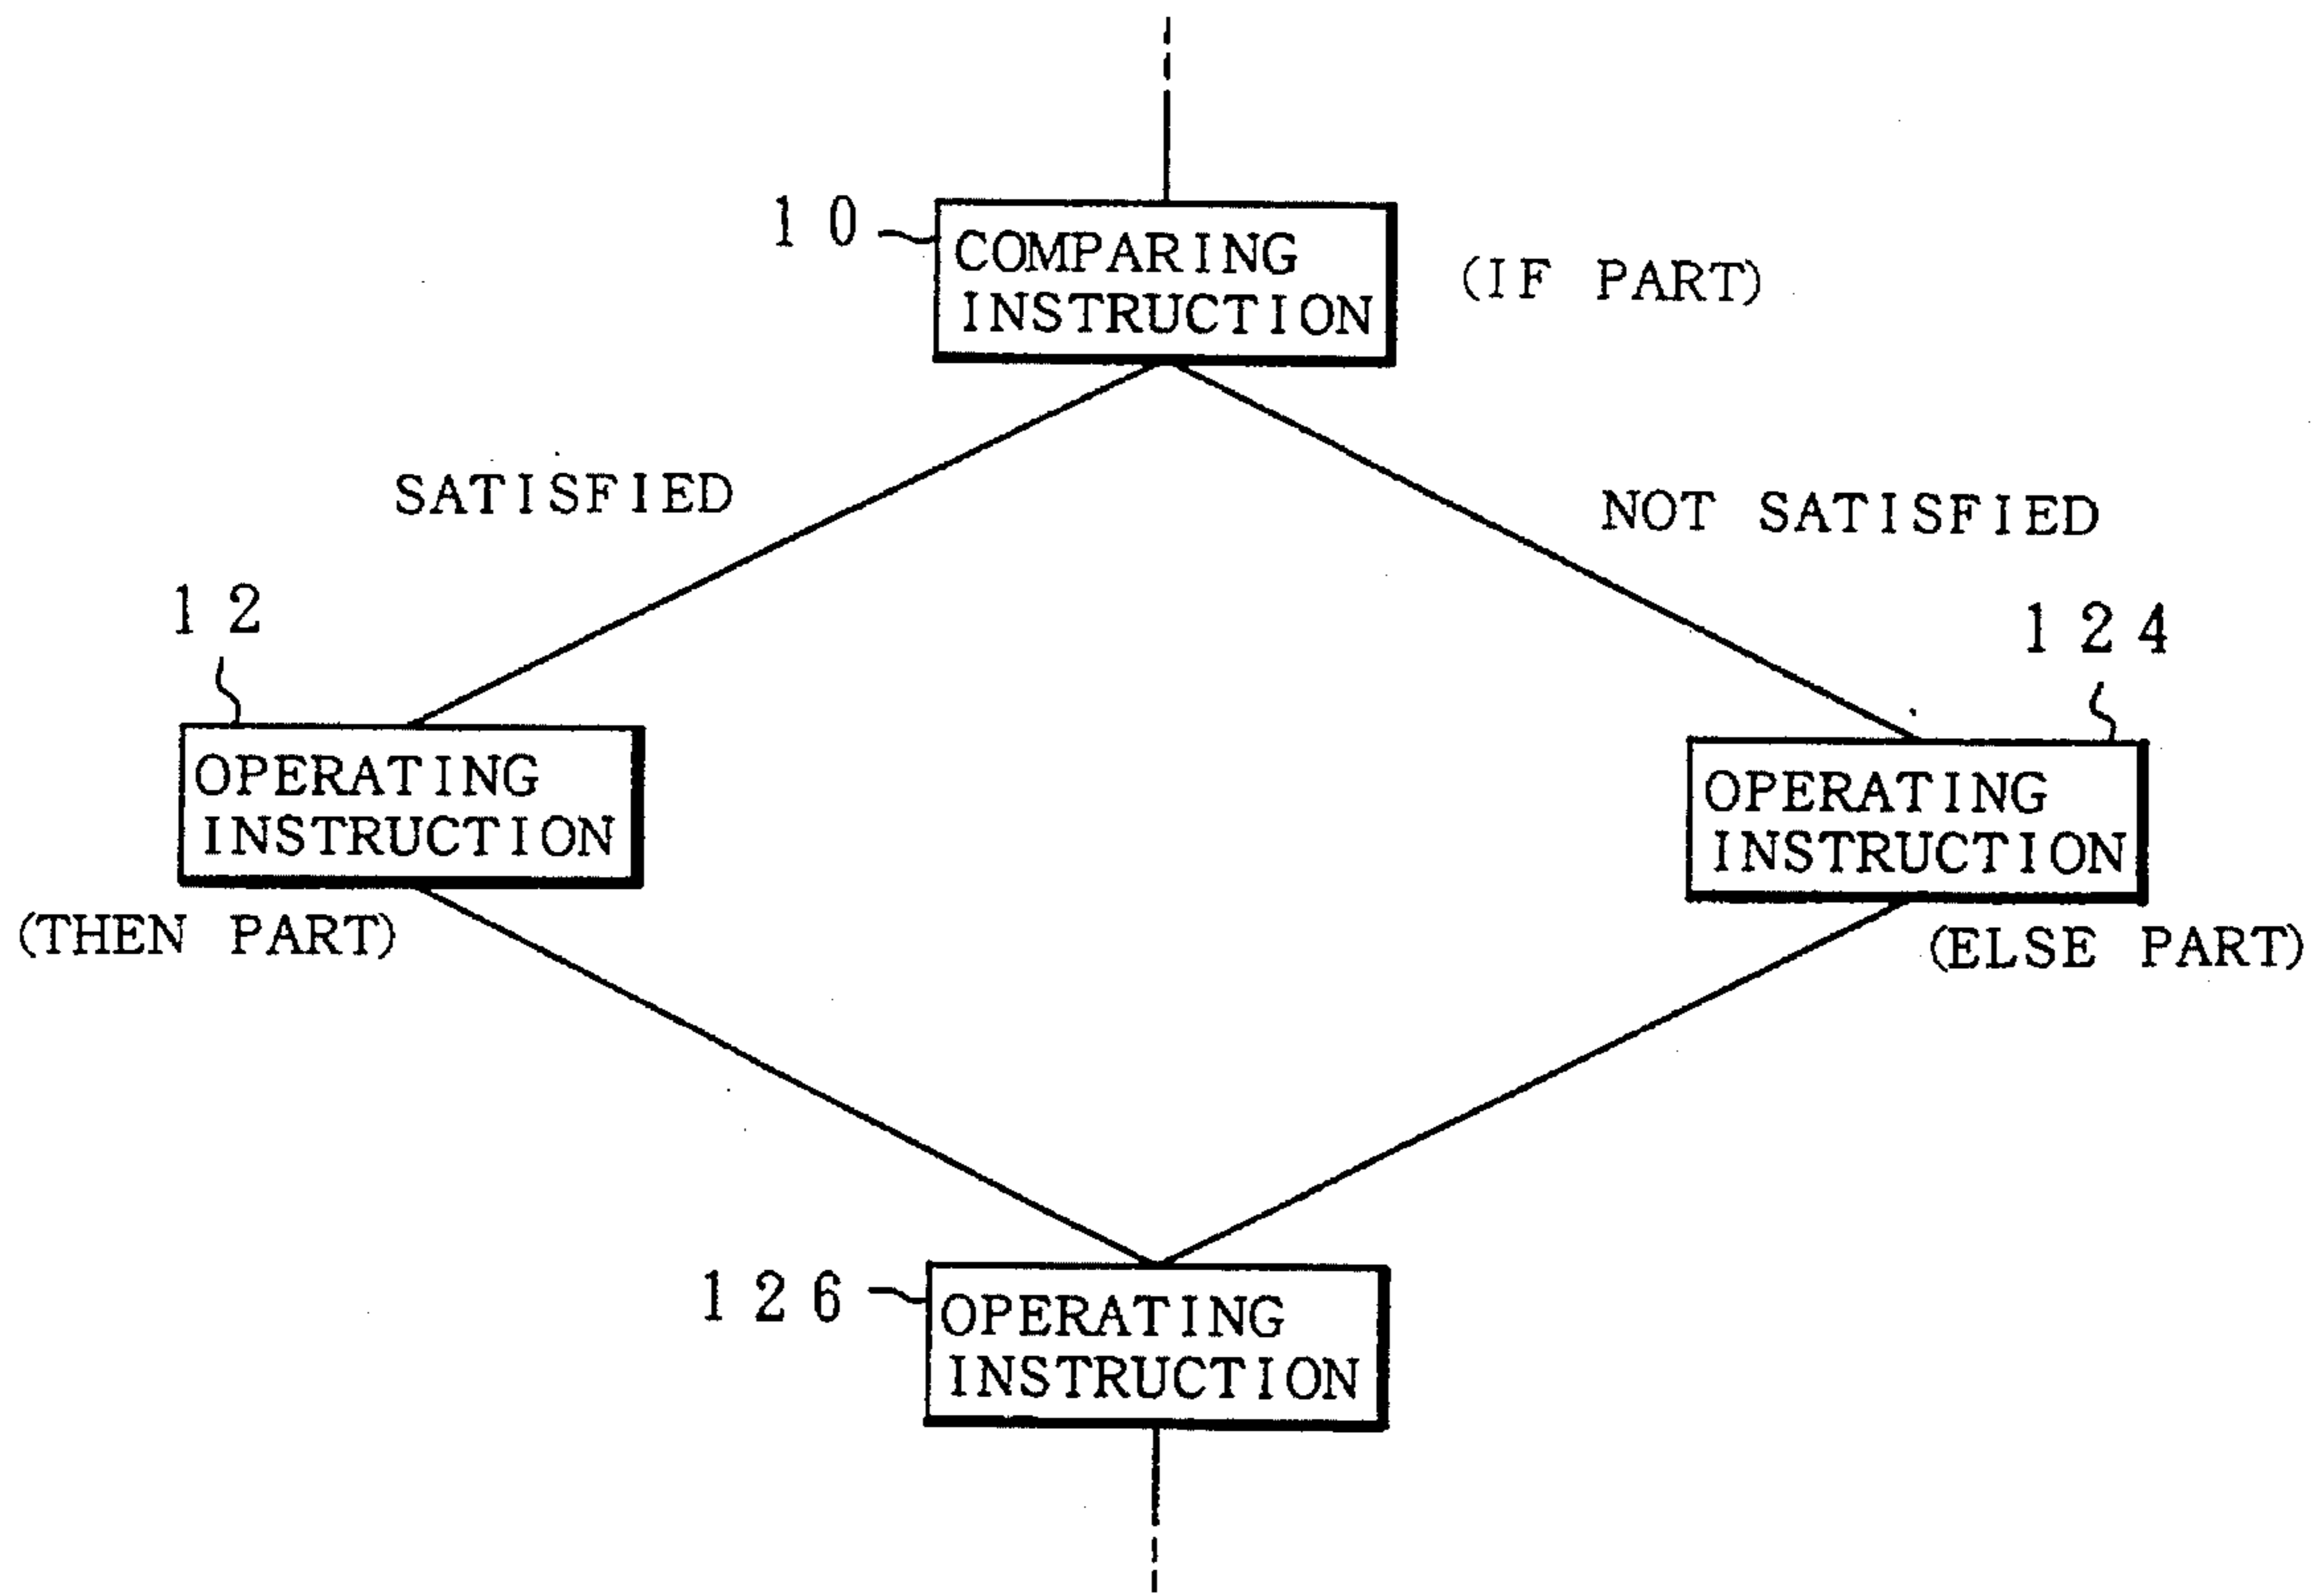 10
COMPARING
INSTRUCTION
(IF PART)
SATISFIED
NOT SATISFIED
12
124
OPERATING
INSTRUCTION
OPERATING
INSTRUCTION
(THEN PART)
(ELSE PART)
126
OPERATING
INSTRUCTION